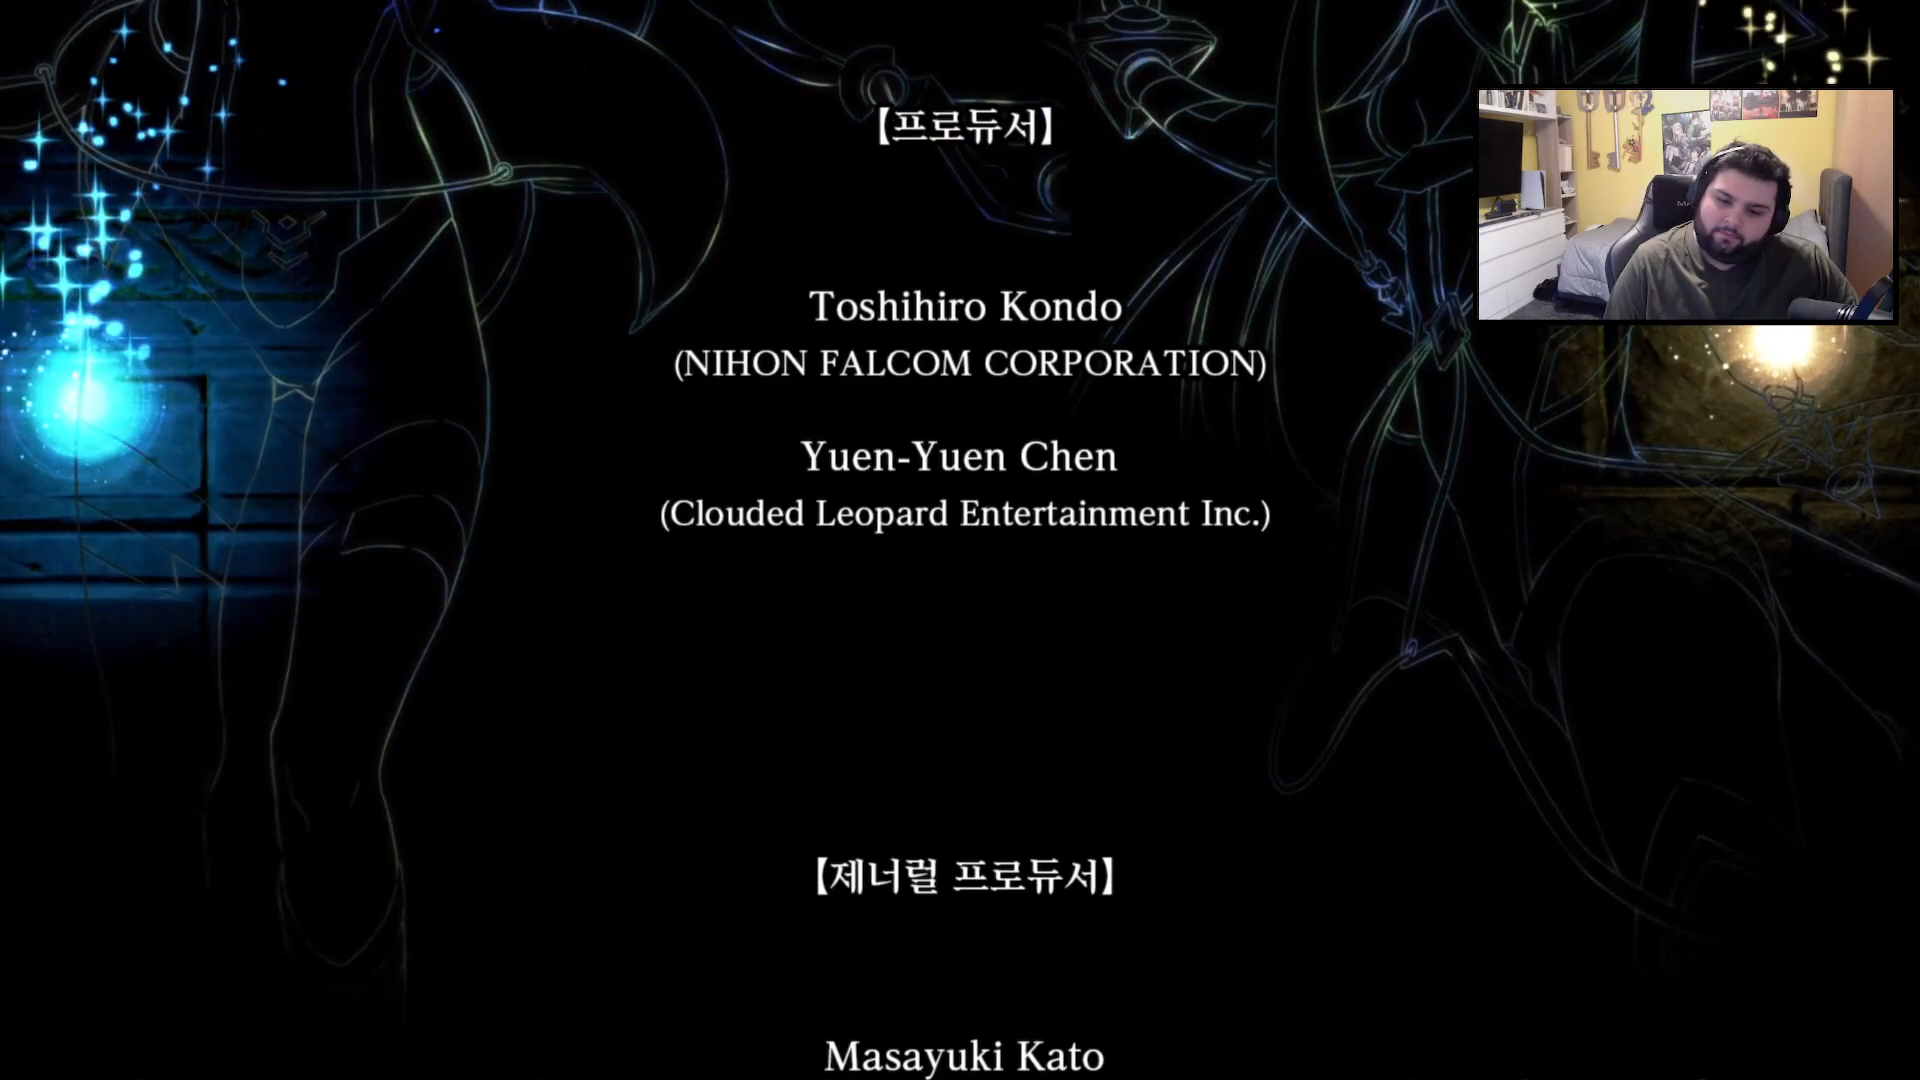 【프로듀서】
Toshihiro Kondo
(NIHON FALCOM CORPORATION)
Yuen-Yuen Chen
(Clouded Leopard Entertainment Inc.)
【제너럴 프로듀서】
Masayuki Kato